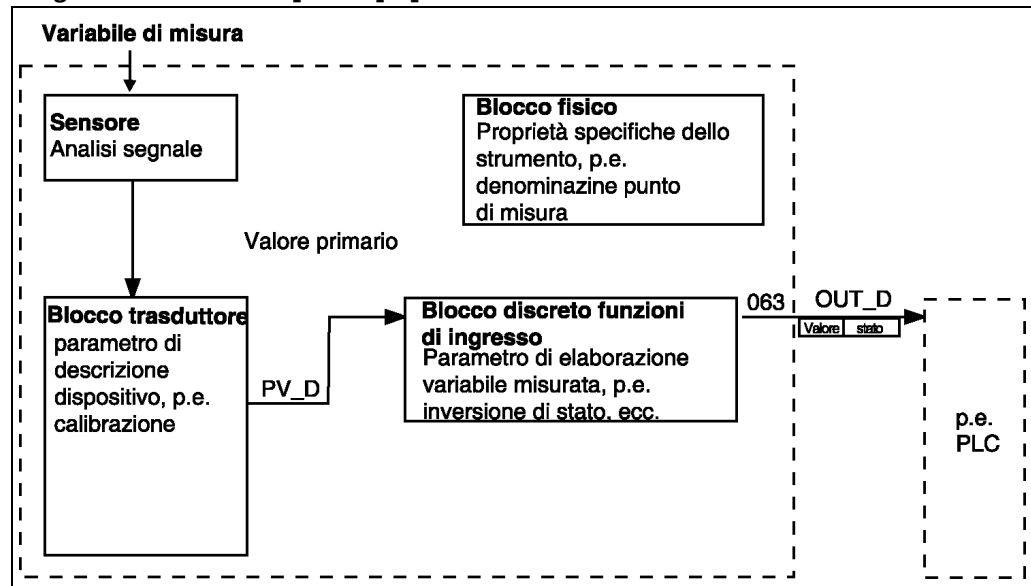 Variabile di misura
Sensore
Analisi segnale
Blocco fisico
Proprietà specifiche dello
strumento, p.e.
denominazine punto
di misura
Valore primario
Blocco trasduttore
parametro di
descrizione
dispositivo, p.e.
calibrazione
PV_D
Blocco discreto funzioni
di ingresso
Parametro di elaborazione
variabile misurata, p.e.
inversione di stato, ecc.
063
OUT_D
Valore stato
p.e.
PLC